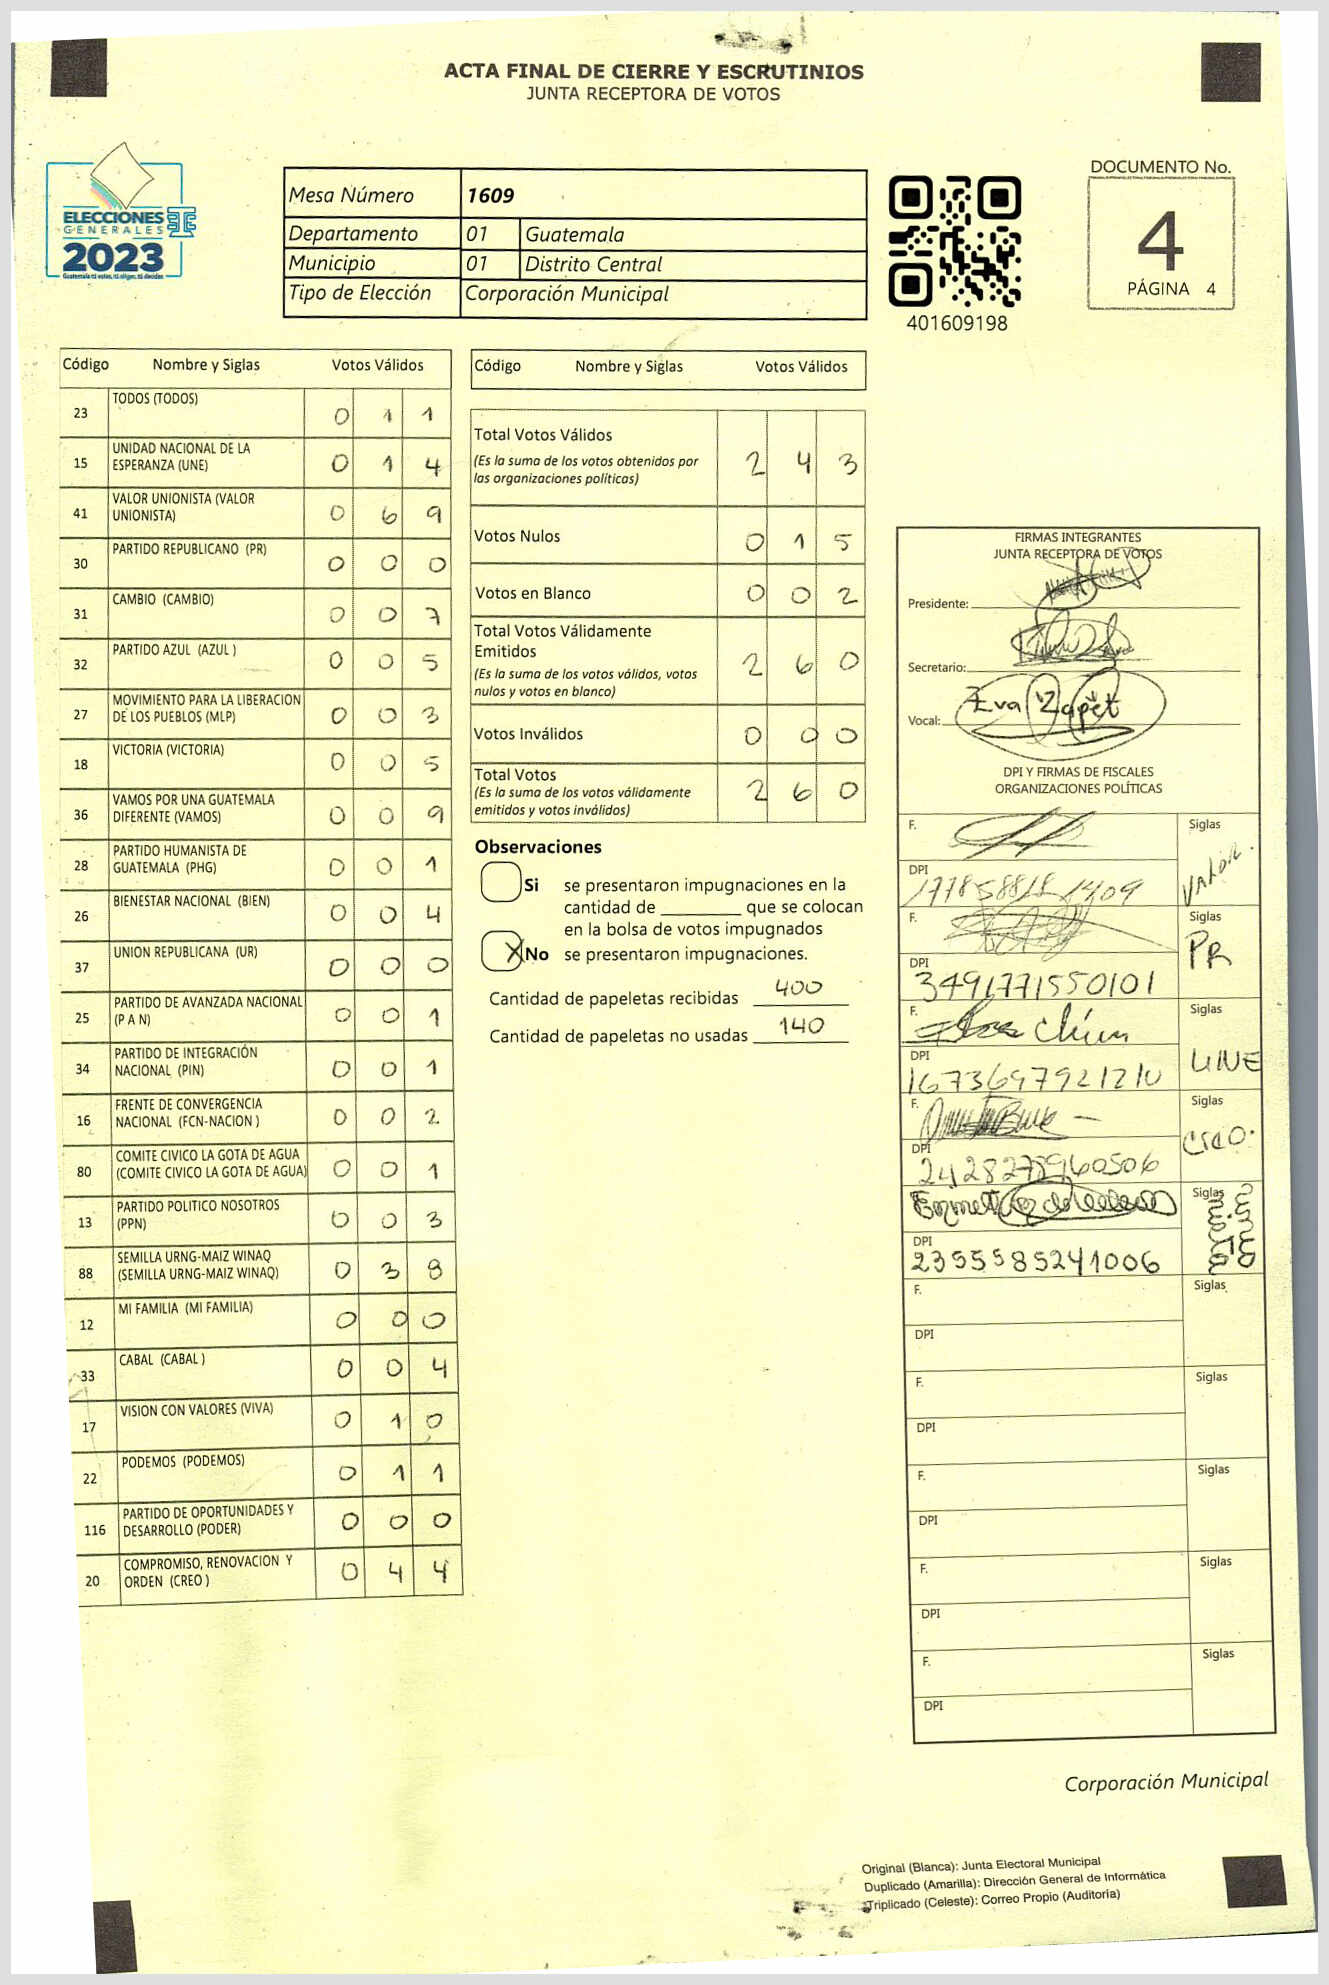 ACTA FINAL DE CIERRE Y ESCRUTINIOS
JUNTA RECEPTORA DE VOTOS
ELECCIONES
GENERALES
2023
Guatemala tú votas, tú eliges, tú decides
Mesa Número 1609
Departamento 01 Guatemala
Municipio 01 Distrito Central
Tipo de Elección Corporación Municipal
401609198
DOCUMENTO No.
4
PÁGINA 4
Código Nombre y Siglas Votos Válidos
23 TODOS (TODOS) 0 1 1
15 UNIDAD NACIONAL DE LA
ESPERANZA (UNE) 0 1 4
41 VALOR UNIONISTA (VALOR
UNIONISTA) 0 6 9
30 PARTIDO REPUBLICANO (PR) 0 0 0
31 CAMBIO (CAMBIO) 0 0 7
32 PARTIDO AZUL (AZUL ) 0 0 5
27 MOVIMIENTO PARA LA LIBERACION
DE LOS PUEBLOS (MLP) 0 0 3
18 VICTORIA (VICTORIA) 0 0 5
36 VAMOS POR UNA GUATEMALA
DIFERENTE (VAMOS) 0 0 9
28 PARTIDO HUMANISTA DE
GUATEMALA (PHG) 0 0 1
26 BIENESTAR NACIONAL (BIEN) 0 0 4
37 UNION REPUBLICANA (UR) 0 0 0
25 PARTIDO DE AVANZADA NACIONAL
(P A N) 0 0 1
34 PARTIDO DE INTEGRACIÓN
NACIONAL (PIN) 0 0 1
16 FRENTE DE CONVERGENCIA
NACIONAL (FCN-NACION ) 0 0 2
80 COMITE CIVICO LA GOTA DE AGUA
(COMITE CIVICO LA GOTA DE AGUA) 0 0 1
13 PARTIDO POLITICO NOSOTROS
(PPN) 0 0 3
88 SEMILLA URNG-MAIZ WINAQ
(SEMILLA URNG-MAIZ WINAQ) 0 3 8
12 MI FAMILIA (MI FAMILIA) 0 0 0
33 CABAL (CABAL ) 0 0 4
17 VISION CON VALORES (VIVA) 0 1 0
22 PODEMOS (PODEMOS) 0 1 1
116 PARTIDO DE OPORTUNIDADES Y
DESARROLLO (PODER) 0 0 0
20 COMPROMISO, RENOVACION Y
ORDEN (CREO ) 0 4 4
Código Nombre y Siglas Votos Válidos
Total Votos Válidos 2 4 3
(Es la suma de los votos obtenidos por
las organizaciones políticas)
Votos Nulos 0 1 5
Votos en Blanco 0 0 2
Total Votos Válidamente
Emitidos 2 6 0
(Es la suma de los votos válidos, votos
nulos y votos en blanco)
Votos Inválidos 0 0 0
Total Votos 2 6 0
(Es la suma de los votos válidamente
emitidos y votos inválidos)
Observaciones
Si se presentaron impugnaciones en la
cantidad de ________ que se colocan
en la bolsa de votos impugnados
X No se presentaron impugnaciones.
Cantidad de papeletas recibidas 400
Cantidad de papeletas no usadas 140
FIRMAS INTEGRANTES
JUNTA RECEPTORA DE VOTOS
Presidente:
Secretario:
Vocal: Eva Zapet
DPI Y FIRMAS DE FISCALES
ORGANIZACIONES POLÍTICAS
F. Siglas
VALOR.
DPI
1778588181409
F. Siglas
PR
DPI
3491771550101
F. Siglas
UNE
DPI
1673697921210
F. Siglas
DPI
2428278960506
Siglas
DPI
2355585241006
F. Siglas
DPI
F. Siglas
DPI
F. Siglas
DPI
F. Siglas
DPI
F. Siglas
DPI
Corporación Municipal
Original (Blanca): Junta Electoral Municipal
Duplicado (Amarilla): Dirección General de Informática
Triplicado (Celeste): Correo Propio (Auditoría)